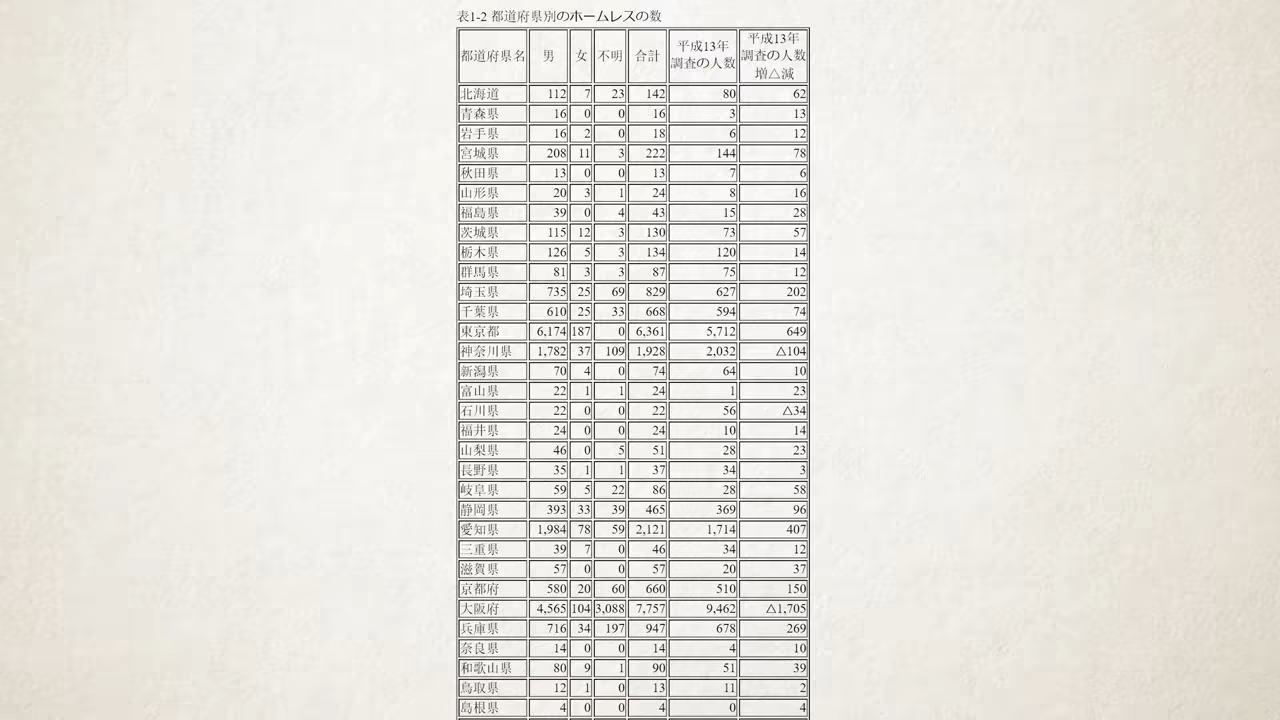 表1-2 都道府県別のホームレスの数
都道府県名 男 女 不明 合計 平成13年調査の人数 平成13年調査の人数増△減
北海道 112 7 23 142 80 62
青森県 16 0 0 16 3 13
岩手県 16 2 0 18 6 12
宮城県 208 11 3 222 144 78
秋田県 13 0 0 13 7 6
山形県 20 3 1 24 8 16
福島県 39 0 4 43 15 28
茨城県 115 12 3 130 73 57
栃木県 126 5 3 134 120 14
群馬県 81 3 3 87 75 12
埼玉県 735 25 69 829 627 202
千葉県 610 25 33 668 594 74
東京都 6,174 187 0 6,361 5,712 649
神奈川県 1,782 37 109 1,928 2,032 △104
新潟県 70 4 0 74 64 10
富山県 22 1 1 24 1 23
石川県 22 0 0 22 56 △34
福井県 24 0 0 24 10 14
山梨県 46 0 5 51 28 23
長野県 35 1 1 37 34 3
岐阜県 59 5 22 86 28 58
静岡県 393 33 39 465 369 96
愛知県 1,984 78 59 2,121 1,714 407
三重県 39 7 0 46 34 12
滋賀県 57 0 0 57 20 37
京都府 580 20 60 660 510 150
大阪府 4,565 104 3,088 7,757 9,462 △1,705
兵庫県 716 34 197 947 678 269
奈良県 14 0 0 14 4 10
和歌山県 80 9 1 90 51 39
鳥取県 12 1 0 13 11 2
島根県 4 0 0 4 0 4